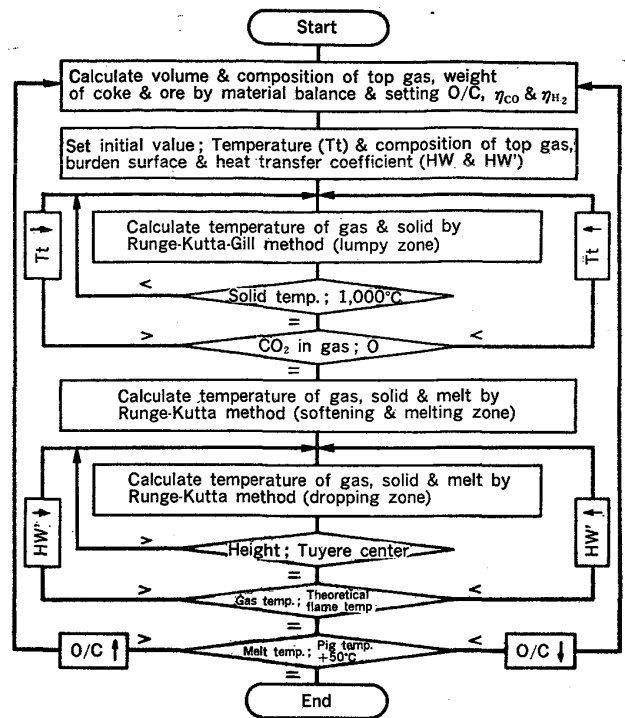 Start
Calculate volume & composition of top gas, weight
of coke & ore by material balance & setting O/C, ηCO & ηH2
Set initial value ; Temperature (Tt) & composition of top gas,
burden surface & heat transfer coefficient (HW & HW')
Tt ↓
Tt ↑
Calculate temperature of gas & solid by
Runge-Kutta-Gill method (lumpy zone)
<
Solid temp. ; 1,000°C
=
>
CO2 in gas ; 0
<
=
Calculate temperature of gas, solid & melt by
Runge-Kutta method (softening & melting zone)
HW' ↓
HW' ↑
Calculate temperature of gas, solid & melt by
Runge-Kutta method (dropping zone)
>
Height ; Tuyere center
=
>
Gas temp. ; Theoretical
flame temp
<
=
O/C ↑
>
Melt temp. ; Pig temp.
+50°C
<
O/C ↓
=
End